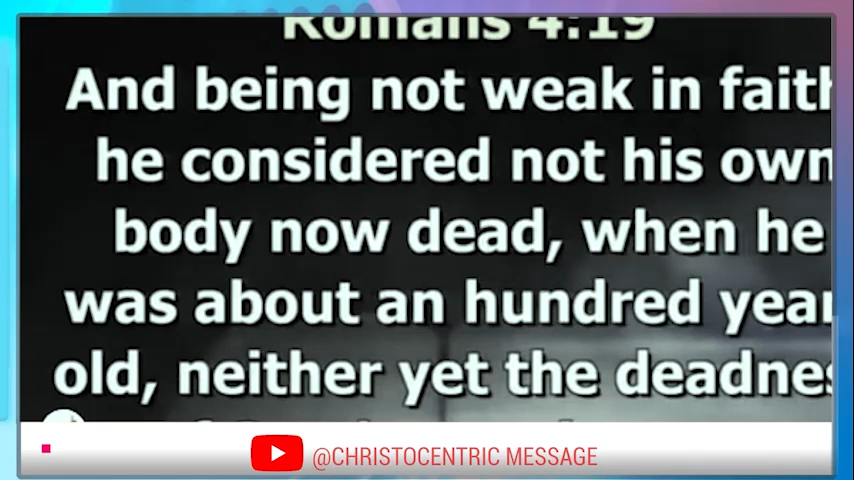 Romans 4:19
And being not weak in faith
he considered not his own
body now dead, when he
was about an hundred year
old, neither yet the deadnes
@CHRISTOCENTRIC MESSAGE